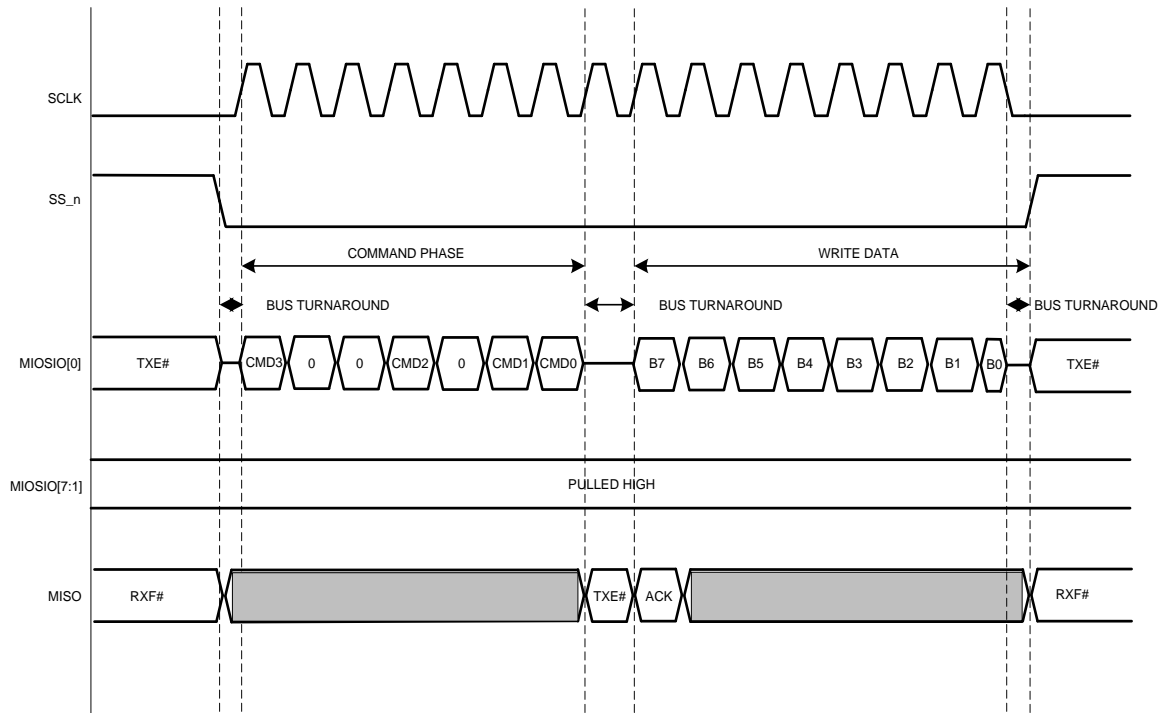 SCLK
SS_n
COMMAND PHASE
WRITE DATA
BUS TURNAROUND
BUS TURNAROUND
BUS TURNAROUND
MIOSIO[0]
TXE#
CMD3
0
0
CMD2
0
CMD1
CMD0
B7
B6
B5
B4
B3
B2
B1
B0
TXE#
MIOSIO[7:1]
PULLED HIGH
MISO
RXF#
TXE#
ACK
RXF#